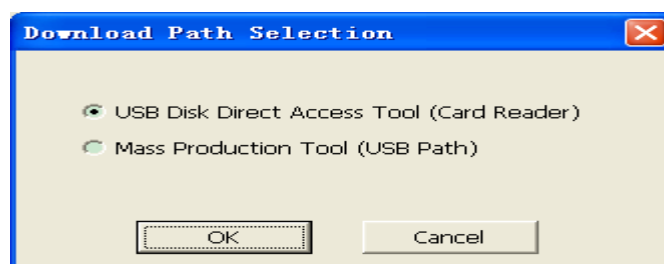 Download Path Selection
USB Disk Direct Access Tool (Card Reader)
Mass Production Tool (USB Path)
OK Cancel